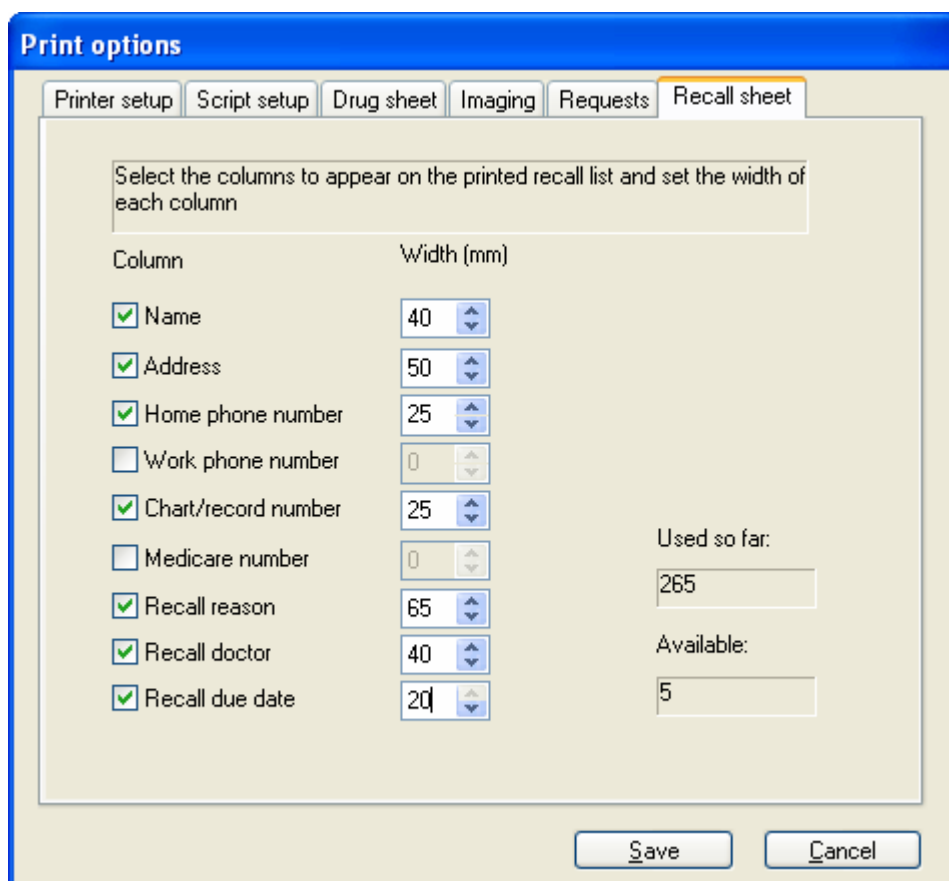 Print options
Printer setup Script setup Drug sheet Imaging Requests Recall sheet
Select the columns to appear on the printed recall list and set the width of
each column
Column Width (mm)
Name 40
Address 50
Home phone number 25
Work phone number 0
Chart/record number 25
Medicare number 0
Recall reason 65
Recall doctor 40
Recall due date 20
Used so far:
265
Available:
5
Save Cancel